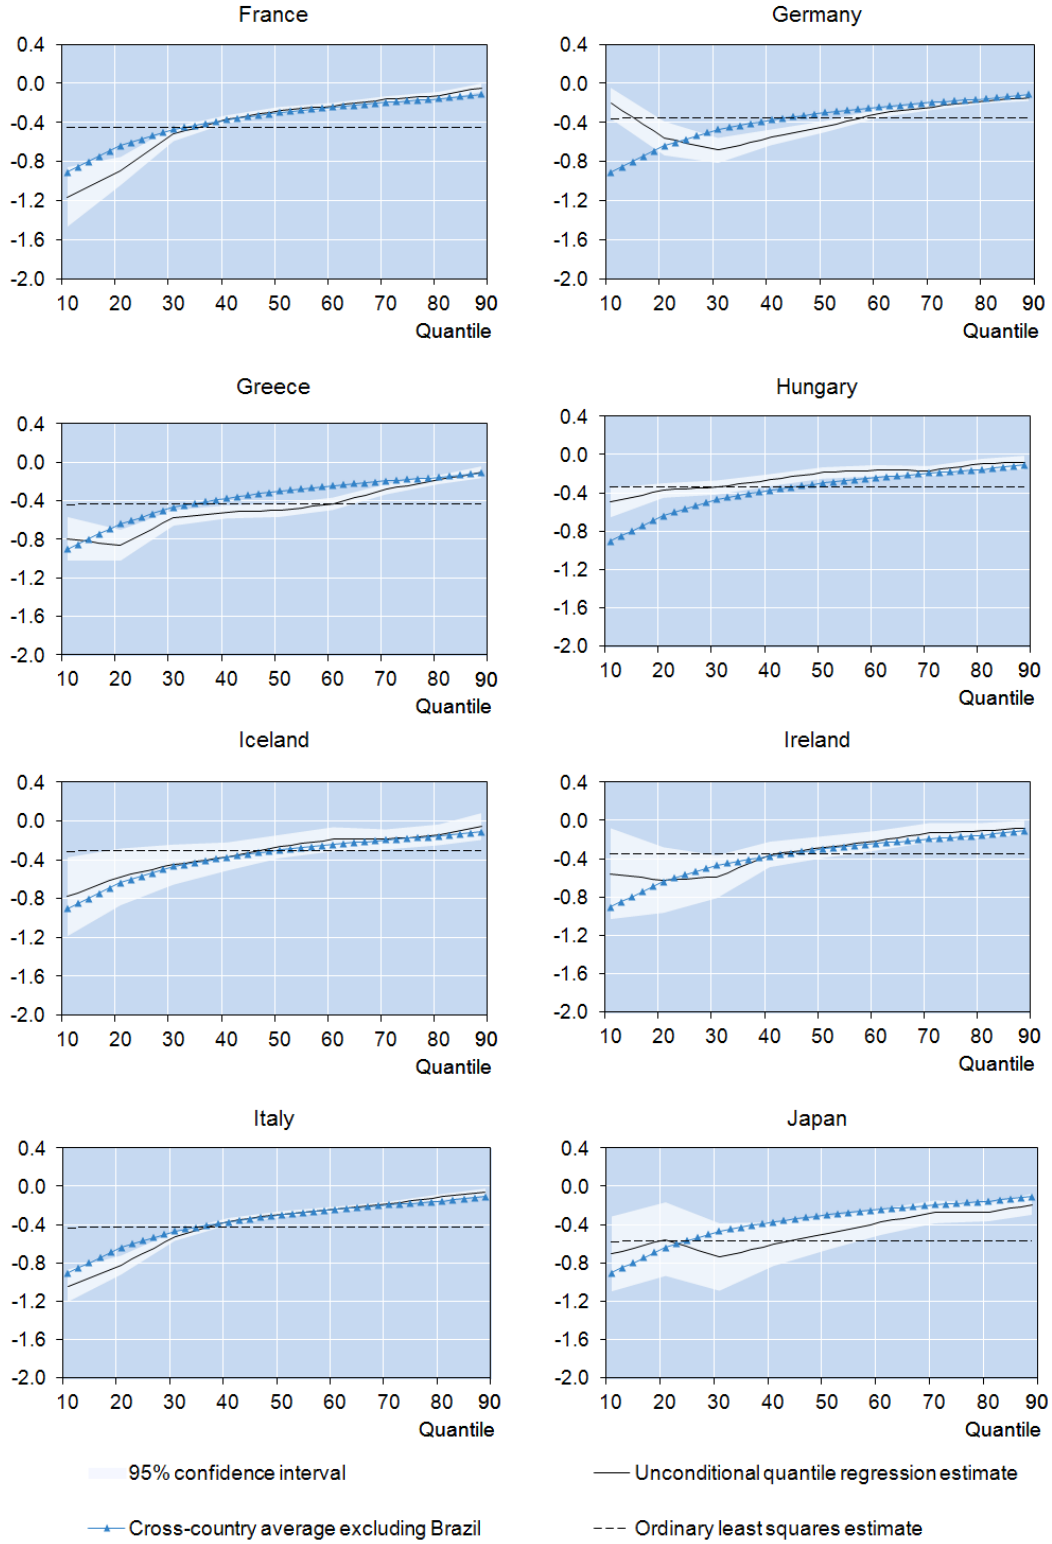 France
0.4
0.0
-0.4
-0.8
-1.2
-1.6
-2.0
10 20 30 40 50 60 70 80 90
Quantile
Germany
0.4
0.0
-0.4
-0.8
-1.2
-1.6
-2.0
10 20 30 40 50 60 70 80 90
Quantile
Greece
0.4
0.0
-0.4
-0.8
-1.2
-1.6
-2.0
10 20 30 40 50 60 70 80 90
Quantile
Hungary
0.4
0.0
-0.4
-0.8
-1.2
-1.6
-2.0
10 20 30 40 50 60 70 80 90
Quantile
Iceland
0.4
0.0
-0.4
-0.8
-1.2
-1.6
-2.0
10 20 30 40 50 60 70 80 90
Quantile
Ireland
0.4
0.0
-0.4
-0.8
-1.2
-1.6
-2.0
10 20 30 40 50 60 70 80 90
Quantile
Italy
0.4
0.0
-0.4
-0.8
-1.2
-1.6
-2.0
10 20 30 40 50 60 70 80 90
Quantile
Japan
0.4
0.0
-0.4
-0.8
-1.2
-1.6
-2.0
10 20 30 40 50 60 70 80 90
Quantile
95% confidence interval
Unconditional quantile regression estimate
Cross-country average excluding Brazil
Ordinary least squares estimate